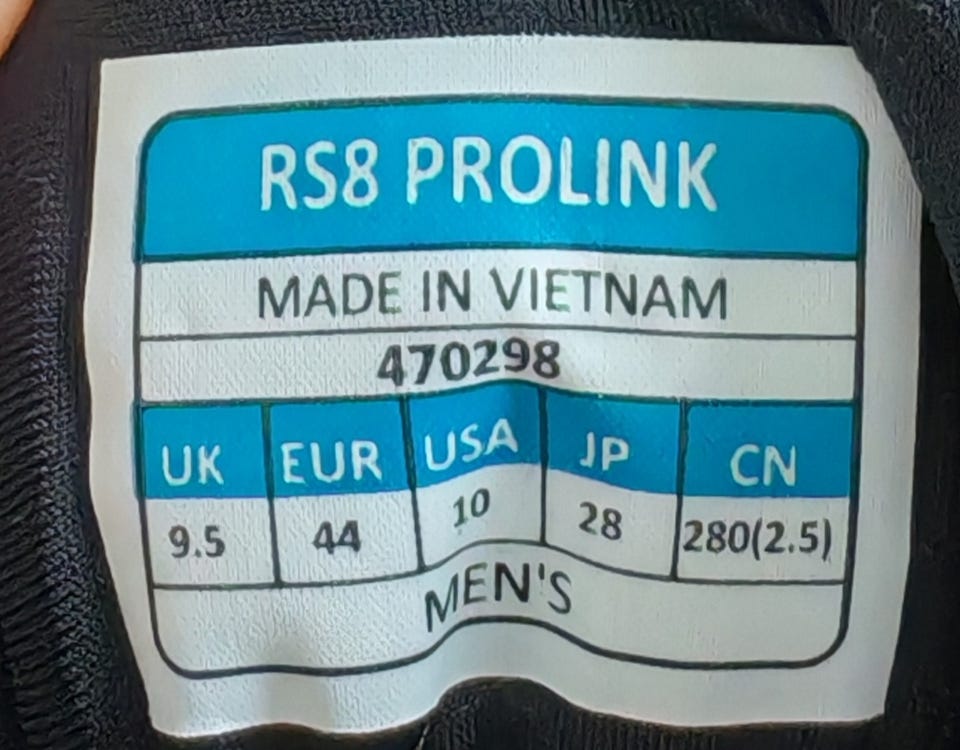 RS8 PROLINK
MADE IN VIETNAM
470298
UK EUR USA JP CN
9.5 44 10 28 280(2.5)
MEN'S